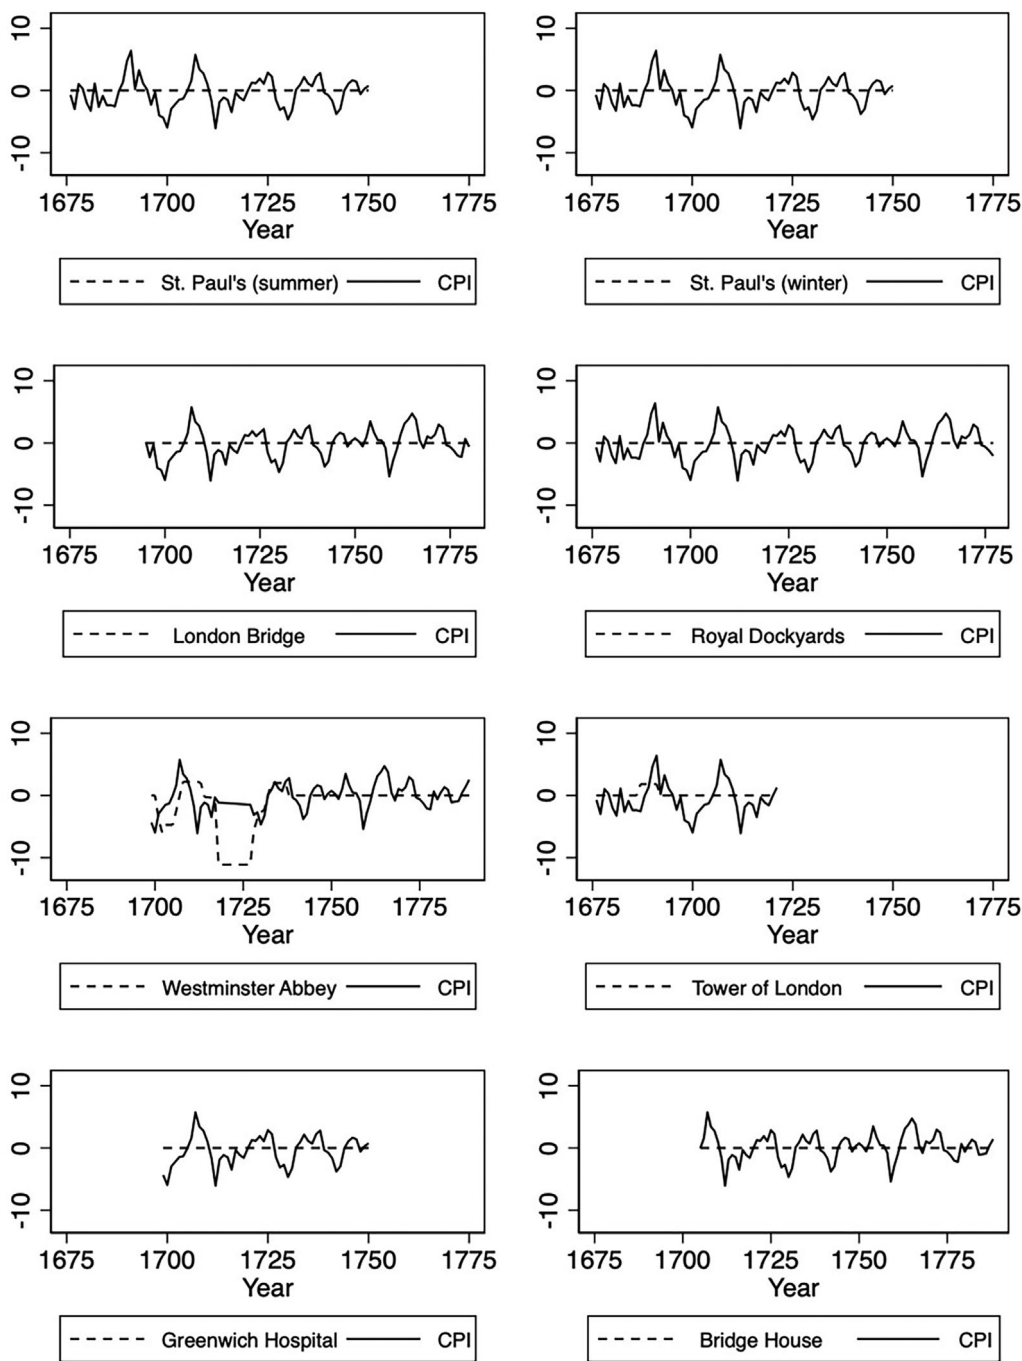 10
0
-10
1675 1700 1725 1750 1775
Year
St. Paul's (summer) CPI
10
0
-10
1675 1700 1725 1750 1775
Year
St. Paul's (winter) CPI
10
0
-10
1675 1700 1725 1750 1775
Year
London Bridge CPI
10
0
-10
1675 1700 1725 1750 1775
Year
Royal Dockyards CPI
10
0
-10
1675 1700 1725 1750 1775
Year
Westminster Abbey CPI
10
0
-10
1675 1700 1725 1750 1775
Year
Tower of London CPI
10
0
-10
1675 1700 1725 1750 1775
Year
Greenwich Hospital CPI
10
0
-10
1675 1700 1725 1750 1775
Year
Bridge House CPI